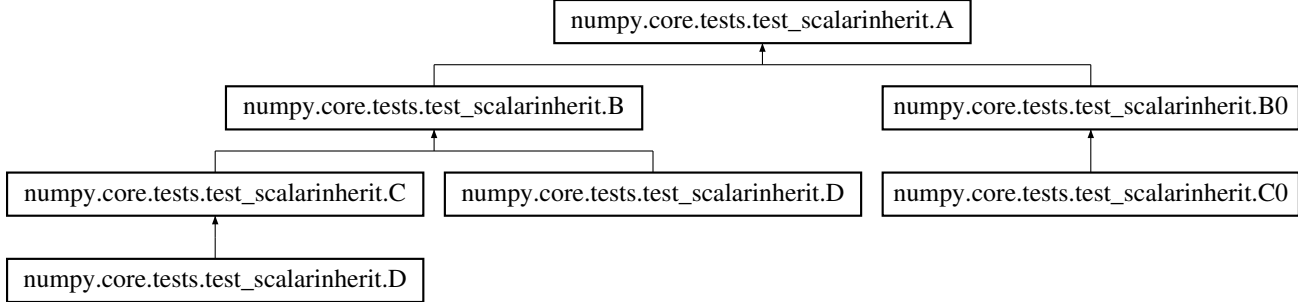 numpy.core.tests.test_scalarinherit.A
numpy.core.tests.test_scalarinherit.B
numpy.core.tests.test_scalarinherit.B0
numpy.core.tests.test_scalarinherit.C
numpy.core.tests.test_scalarinherit.D
numpy.core.tests.test_scalarinherit.C0
numpy.core.tests.test_scalarinherit.D